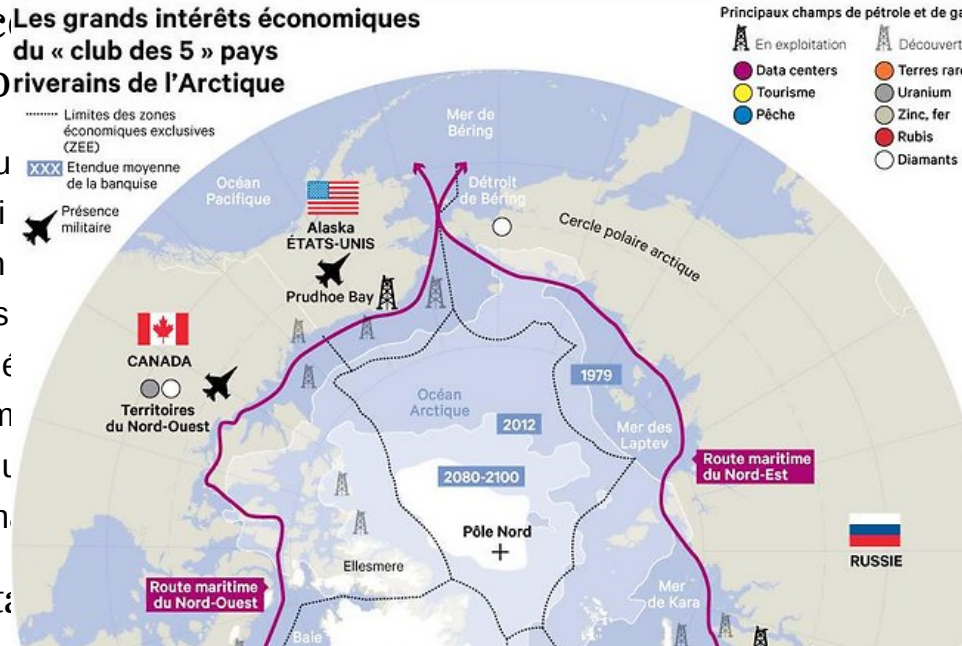 Les grands intérêts économiques
du « club des 5 » pays
riverains de l'Arctique
Limites des zones
économiques exclusives
(ZEE)
XXX Etendue moyenne
de la banquise
Présence
militaire
Principaux champs de pétrole et de
En exploitation
Data centers
Tourisme
Pêche
Terres
Uranium
Zinc, fer
Rubis
Diamants
Mer de
Béring
Océan
Pacifique
Détroit
de Béring
Alaska
ÉTATS-UNIS
Cercle polaire arctique
Prudhoe Bay
CANADA
Territoires
du Nord-Ouest
1979
Océan
Arctique
2012
Mer des
Laptev
2080-2100
Route maritime
du Nord-Est
Pôle Nord
RUSSIE
Ellesmere
Route maritime
du Nord-Ouest
Mer
de Kara
Baie